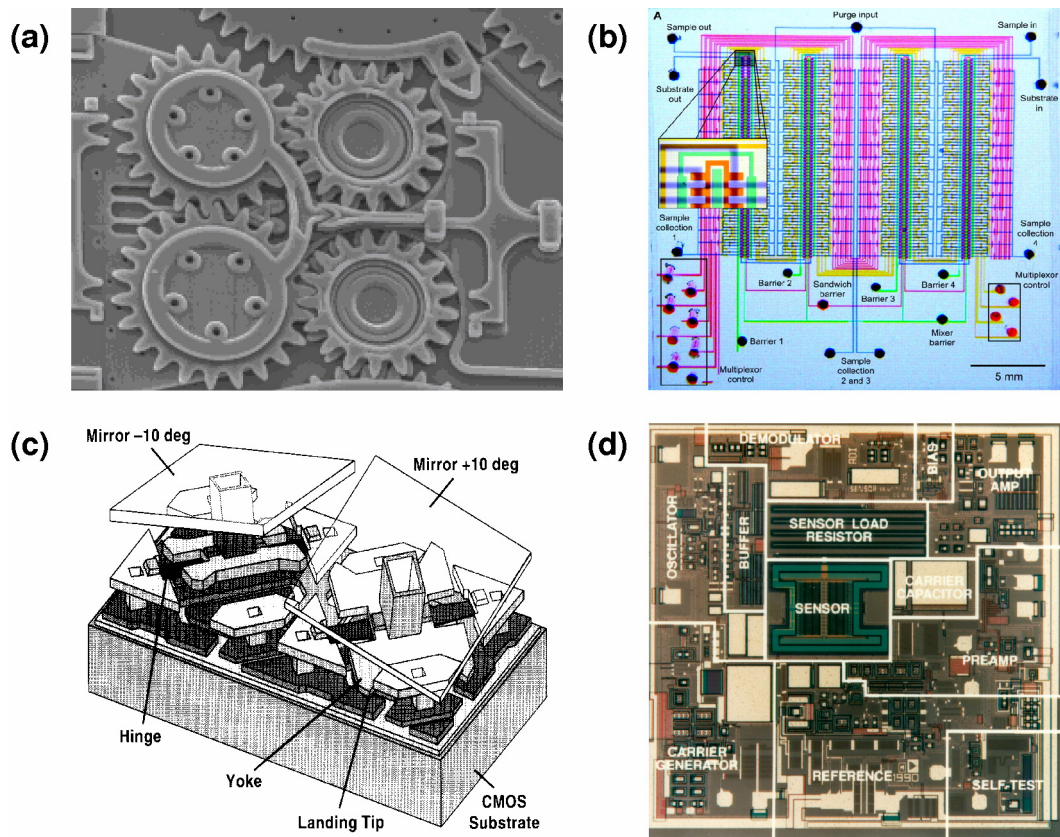 (a)
(b)
A
Sample out
Purge input
Sample in
Substrate
out
Substrate
in
Sample
collection
1
Sample
collection
4
Multiplexor
control
Barrier 2
Sandwich
barrier
Barrier 3
Barrier 4
Mixer
barrier
Barrier 1
Multiplexor
control
Sample
collection
2 and 3
5 mm
(c)
Mirror –10 deg
Mirror +10 deg
Hinge
Yoke
Landing Tip
CMOS
Substrate
(d)
DEMODULATOR
BIAS
OUTPUT
AMP
ADI
SENSOR
OSCILLATOR
BUFFER
SENSOR LOAD
RESISTOR
SENSOR
CARRIER
CAPACITOR
PREAMP
CARRIER
GENERATOR
REFERENCE
1990
SELF-TEST